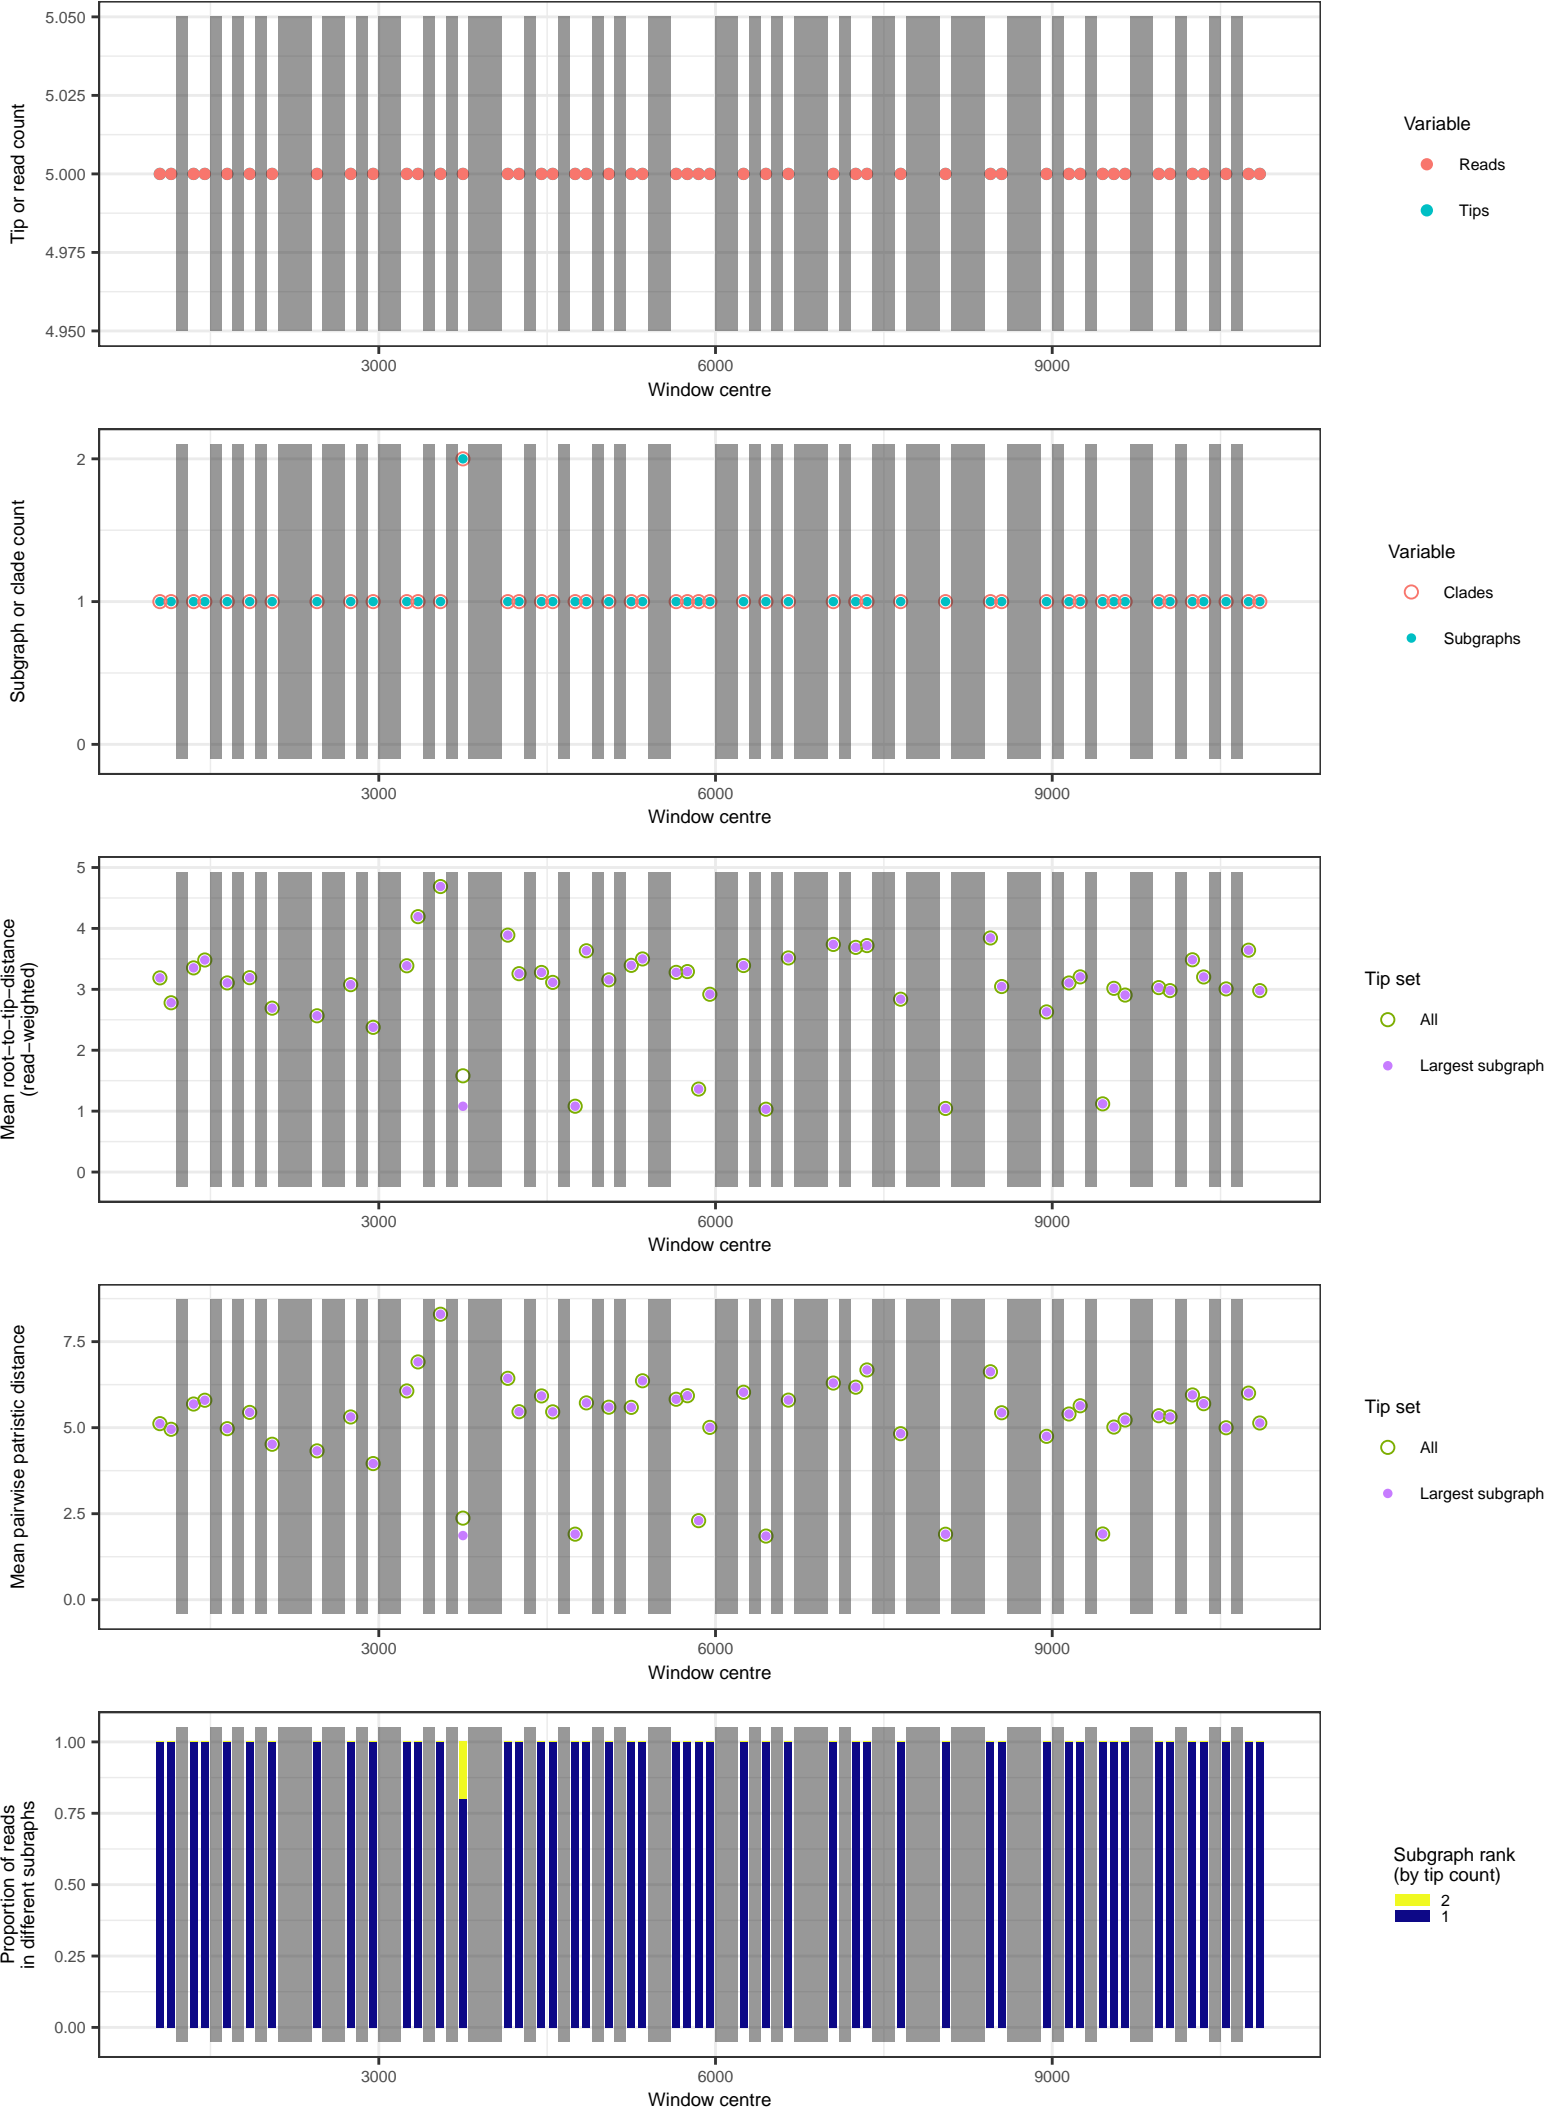 5.050
5.025
5.000
4.975
4.950
Tip or read count
3000
6000
9000
Window centre
Variable
Reads
Tips
2
1
0
Subgraph or clade count
3000
6000
9000
Window centre
Variable
Clades
Subgraphs
5
4
3
2
1
0
Mean root−to−tip−distance
(read−weighted)
3000
6000
9000
Window centre
Tip set
All
Largest subgraph
7.5
5.0
2.5
0.0
Mean pairwise patristic distance
3000
6000
9000
Window centre
Tip set
All
Largest subgraph
1.00
0.75
0.50
0.25
0.00
Proportion of reads
in different subraphs
3000
6000
9000
Window centre
Subgraph rank
(by tip count)
2
1